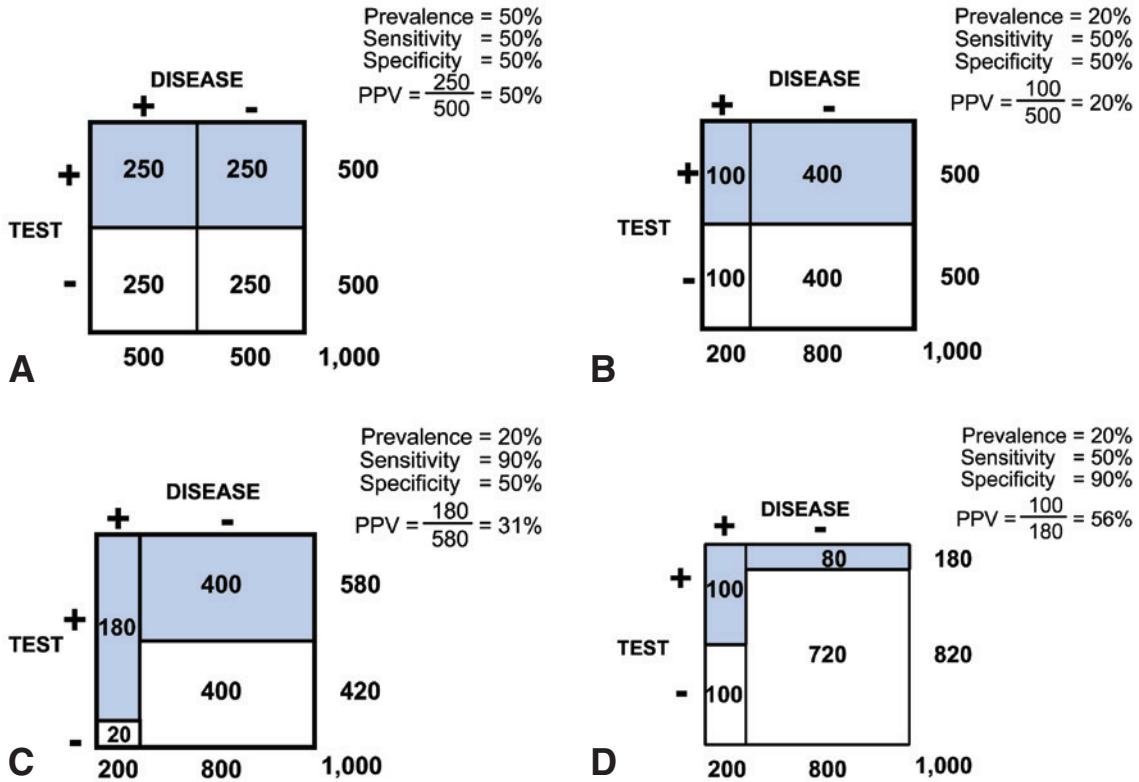 Prevalence = 50%
Sensitivity = 50%
Specificity = 50%
PPV = 250/500 = 50%
DISEASE
+ -
+ 250 250 500
TEST
- 250 250 500
500 500 1,000
A
Prevalence = 20%
Sensitivity = 50%
Specificity = 50%
PPV = 100/500 = 20%
DISEASE
+ -
+ 100 400 500
TEST
- 100 400 500
200 800 1,000
B
Prevalence = 20%
Sensitivity = 90%
Specificity = 50%
PPV = 180/580 = 31%
DISEASE
+ -
400 580
+ 180
TEST
400 420
- 20
200 800 1,000
C
Prevalence = 20%
Sensitivity = 50%
Specificity = 90%
PPV = 100/180 = 56%
DISEASE
+ -
80 180
+ 100
TEST 720 820
- 100
200 800 1,000
D